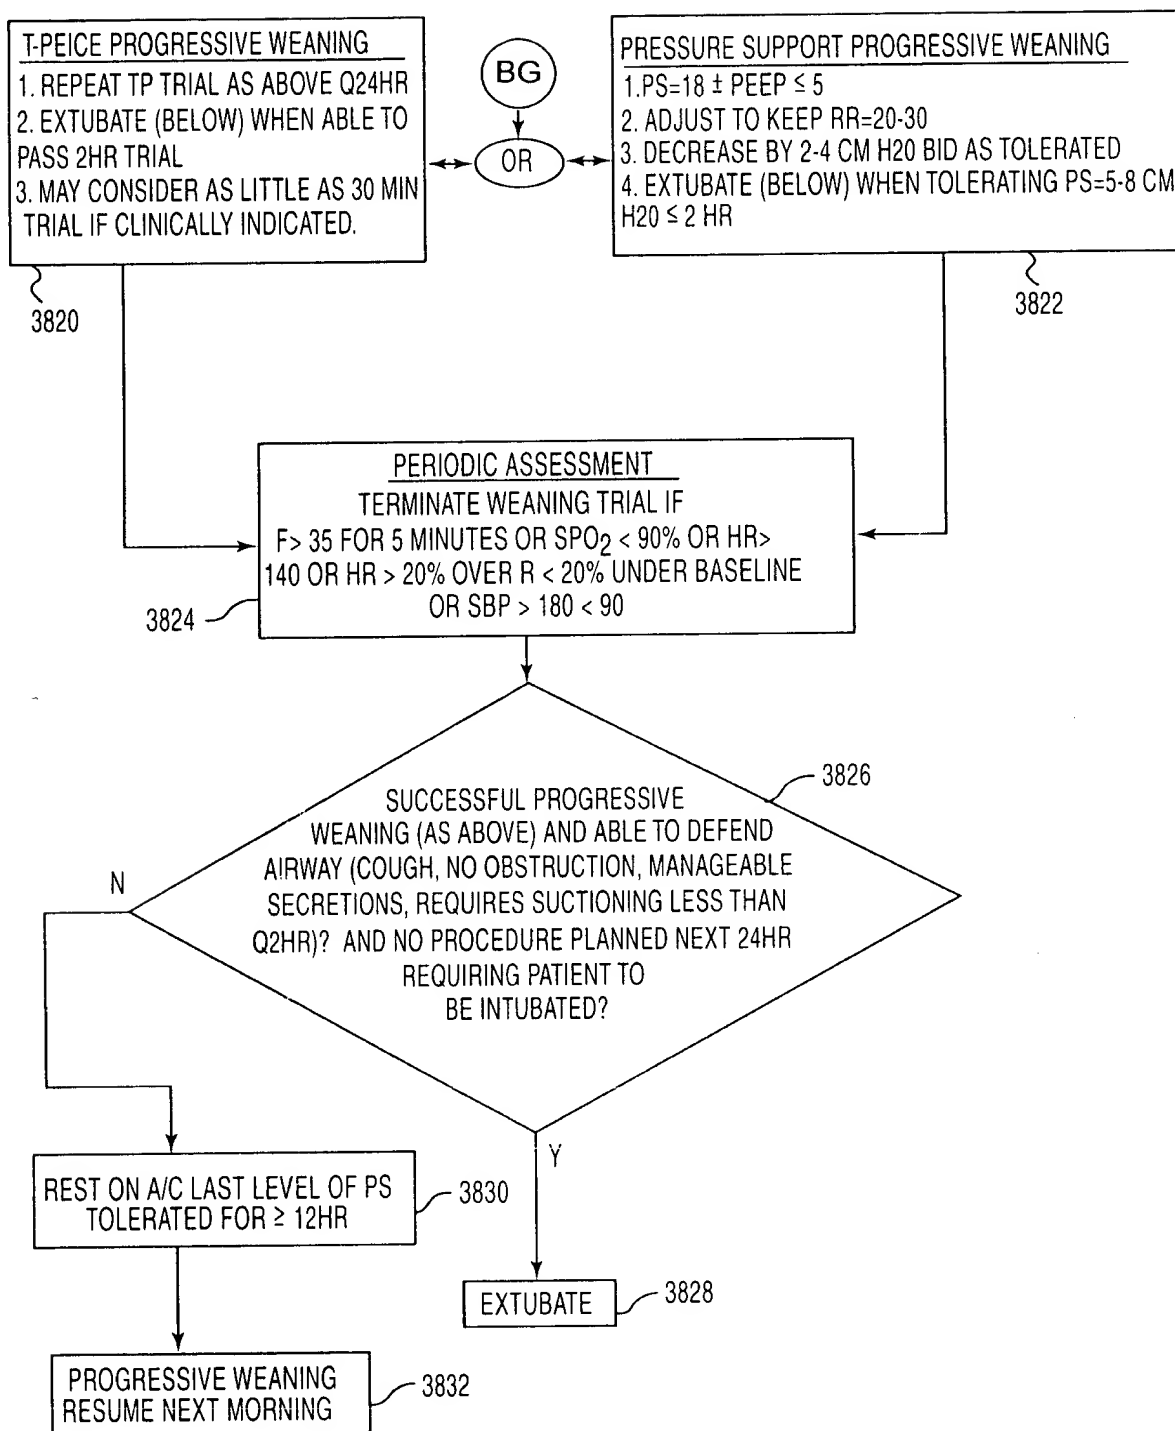 T-PEICE PROGRESSIVE WEANING
1. REPEAT TP TRIAL AS ABOVE Q24HR
2. EXTUBATE (BELOW) WHEN ABLE TO
PASS 2HR TRIAL
3. MAY CONSIDER AS LITTLE AS 30 MIN
TRIAL IF CLINICALLY INDICATED.
3820
BG
OR
PRESSURE SUPPORT PROGRESSIVE WEANING
1.PS=18 ± PEEP ≤ 5
2. ADJUST TO KEEP RR=20-30
3. DECREASE BY 2-4 CM H20 BID AS TOLERATED
4. EXTUBATE (BELOW) WHEN TOLERATING PS=5-8 CM
H20 ≤ 2 HR
3822
PERIODIC ASSESSMENT
TERMINATE WEANING TRIAL IF
F> 35 FOR 5 MINUTES OR SPO₂ < 90% OR HR>
140 OR HR > 20% OVER R < 20% UNDER BASELINE
OR SBP > 180 < 90
3824
SUCCESSFUL PROGRESSIVE
WEANING (AS ABOVE) AND ABLE TO DEFEND
AIRWAY (COUGH, NO OBSTRUCTION, MANAGEABLE
SECRETIONS, REQUIRES SUCTIONING LESS THAN
Q2HR)? AND NO PROCEDURE PLANNED NEXT 24HR
REQUIRING PATIENT TO
BE INTUBATED?
3826
N
Y
REST ON A/C LAST LEVEL OF PS
TOLERATED FOR ≥ 12HR
3830
EXTUBATE
3828
PROGRESSIVE WEANING
RESUME NEXT MORNING
3832